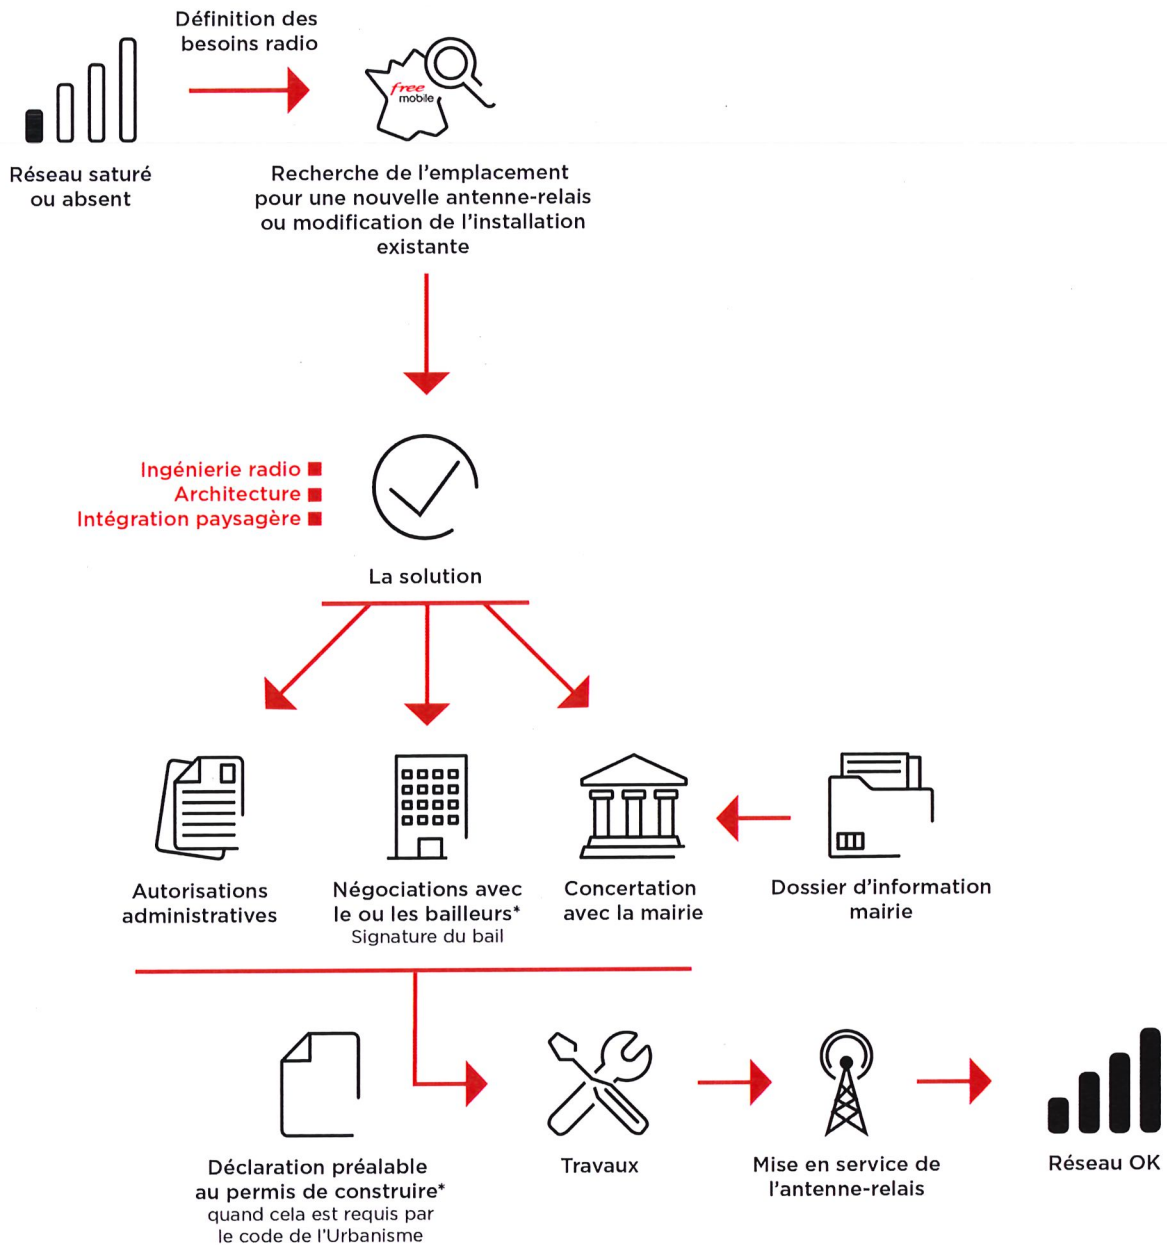 Définition des
besoins radio
free
mobile
Réseau saturé
ou absent
Recherche de l'emplacement
pour une nouvelle antenne-relais
ou modification de l'installation
existante
Ingénierie radio
Architecture
Intégration paysagère
La solution
Autorisations
administratives
Négociations avec
le ou les bailleurs*
Signature du bail
Concertation
avec la mairie
Dossier d'information
mairie
Déclaration préalable
au permis de construire*
quand cela est requis par
le code de l'Urbanisme
Travaux
Mise en service de
l'antenne-relais
Réseau OK